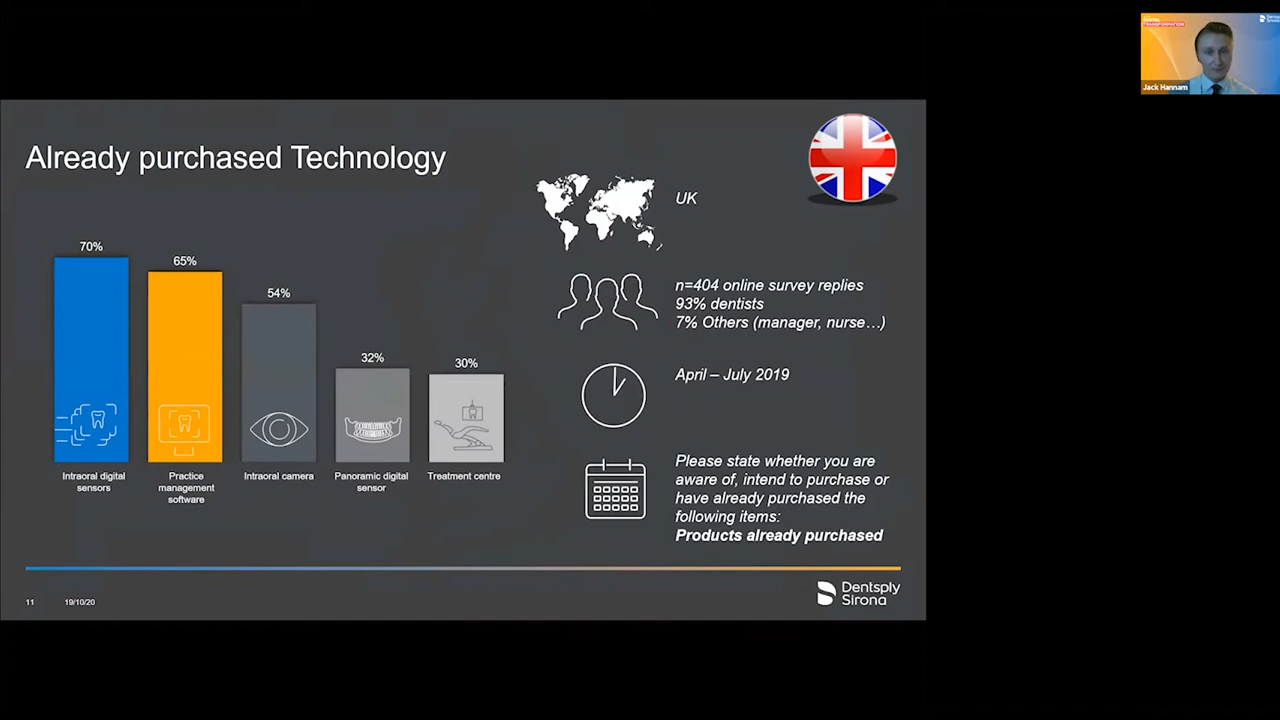 TRANSFORMATION
Dentsply
Sirona
Jack Hannam
Already purchased Technology
70%
65%
54%
32%
30%
Intraoral digital
sensors
Practice
management
software
Intraoral camera
Panoramic digital
sensor
Treatment centre
UK
n=404 online survey replies
93% dentists
7% Others (manager, nurse…)
April – July 2019
Please state whether you are
aware of, intend to purchase or
have already purchased the
following items:
Products already purchased
11
19/10/20
Dentsply
Sirona